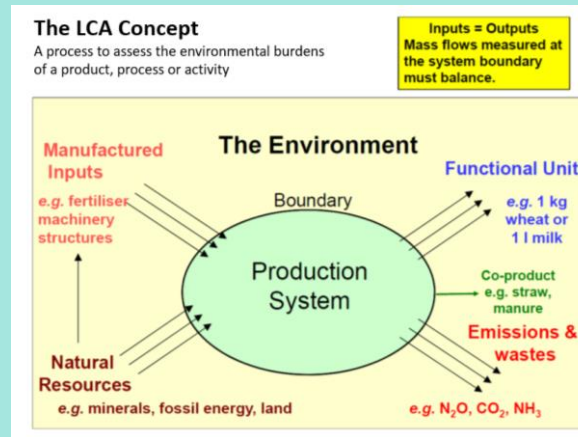 The LCA Concept
A process to assess the environmental burdens
of a product, process or activity
Inputs = Outputs
Mass flows measured at
the system boundary
must balance.
The Environment
Manufactured
Inputs
e.g. fertiliser
machinery
structures
Functional Unit
e.g. 1 kg
wheat or
1 l milk
Boundary
Production
System
Co-product
e.g. straw,
manure
Emissions &
wastes
Natural
Resources
e.g. minerals, fossil energy, land
e.g. N₂O, CO₂, NH₃